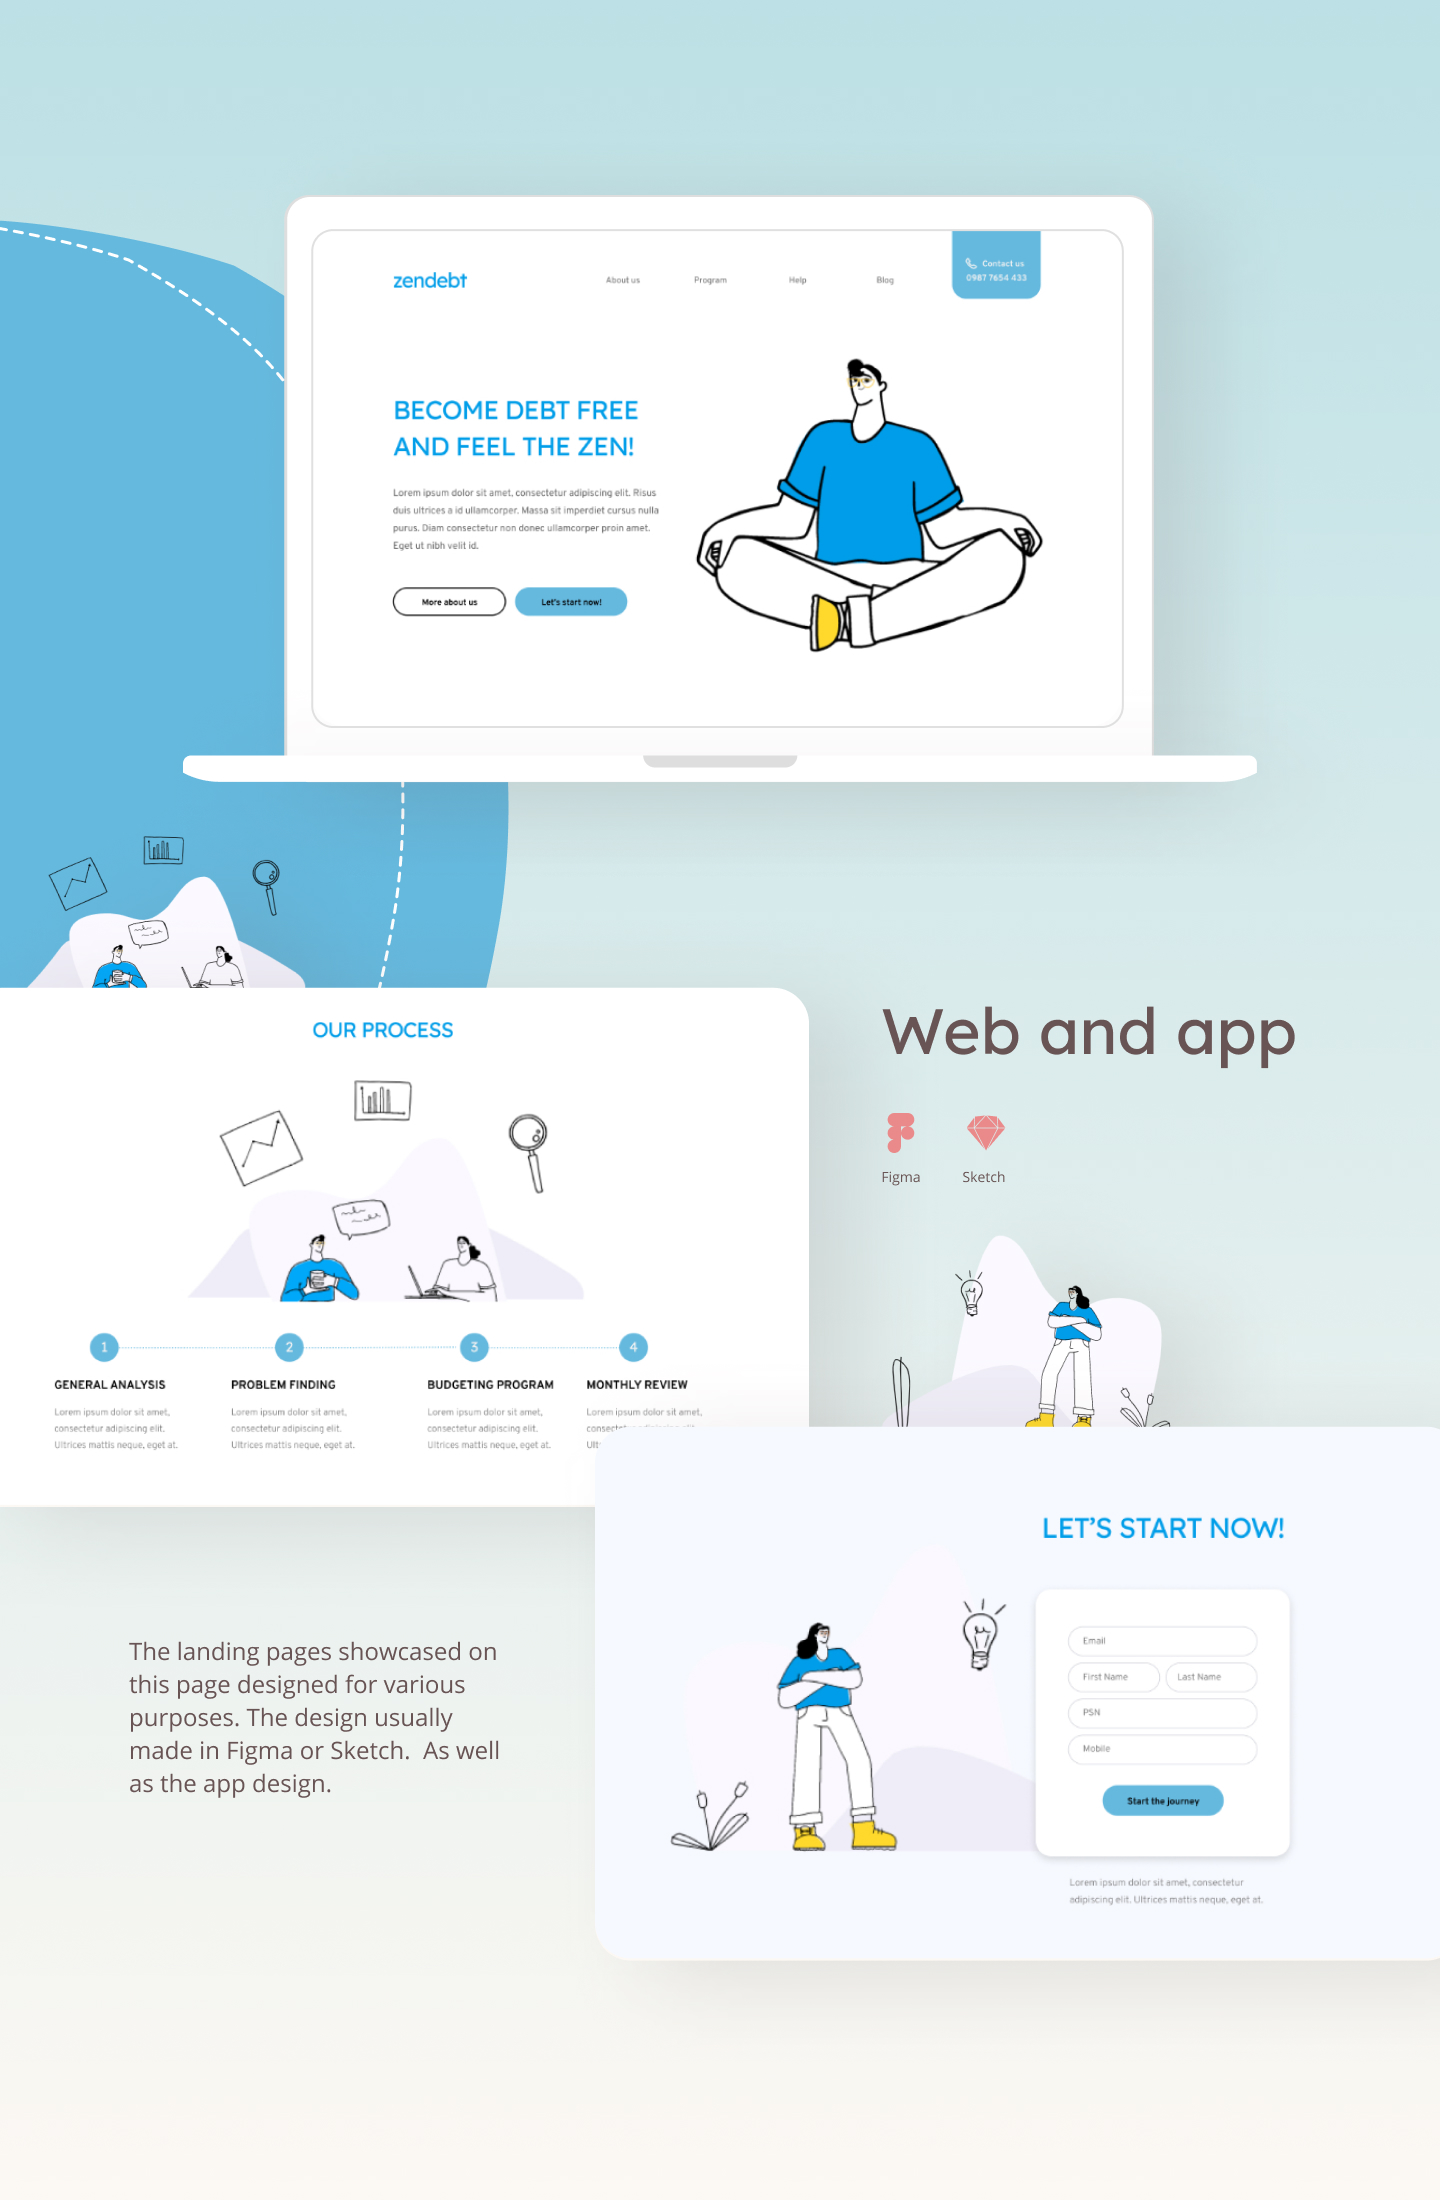 zendebt
About us
Program
Help
Blog
Contact us
0987 7654 433
BECOME DEBT FREE
AND FEEL THE ZEN!
Lorem ipsum dolor sit amet, consectetur adipiscing elit. Risus
duis ultrices a id ullamcorper. Massa sit imperdiet cursus nulla
purus. Diam consectetur non donec ullamcorper proin amet.
Eget ut nibh velit id.
More about us
Let's start now!
OUR PROCESS
1
2
3
4
GENERAL ANALYSIS
Lorem ipsum dolor sit amet,
consectetur adipiscing elit.
Ultrices mattis neque, eget at.
PROBLEM FINDING
Lorem ipsum dolor sit amet,
consectetur adipiscing elit.
Ultrices mattis neque, eget at.
BUDGETING PROGRAM
Lorem ipsum dolor sit amet,
consectetur adipiscing elit.
Ultrices mattis neque, eget at.
MONTHLY REVIEW
Lorem ipsum dolor sit amet,
Web and app
Figma
Sketch
LET'S START NOW!
Email
First Name
Last Name
PSN
Mobile
Start the journey
Lorem ipsum dolor sit amet, consectetur
adipiscing elit. Ultrices mattis neque, eget at.
The landing pages showcased on
this page designed for various
purposes. The design usually
made in Figma or Sketch.  As well
as the app design.